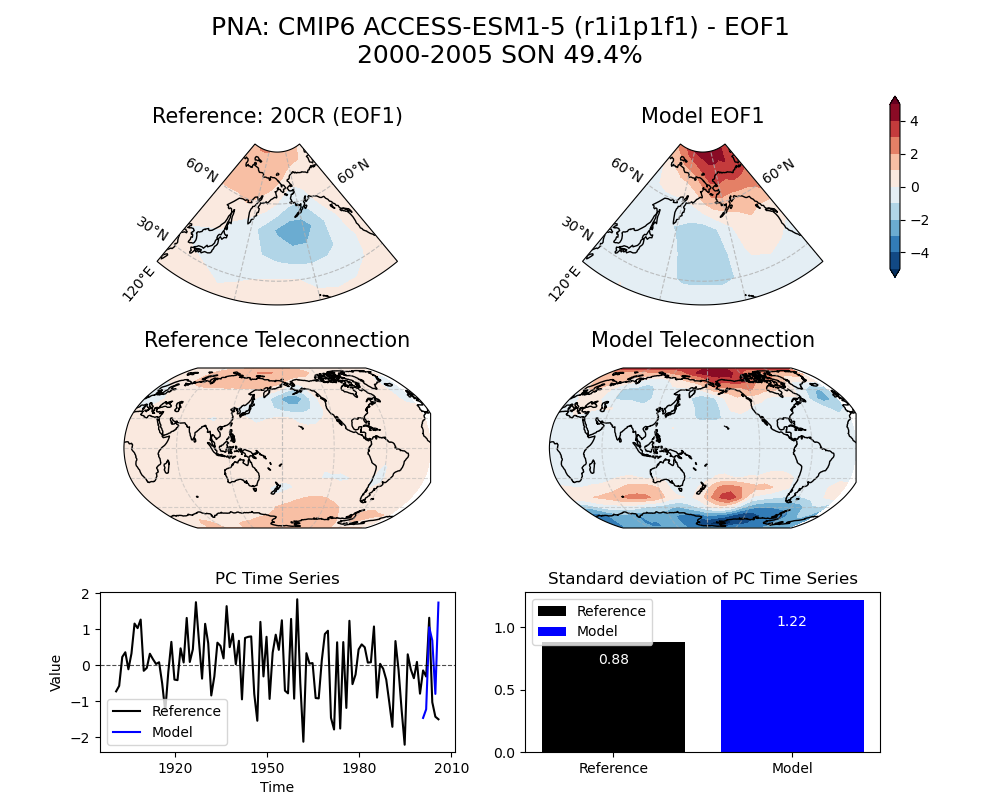 PNA: CMIP6 ACCESS-ESM1-5 (r1i1p1f1) - EOF1
2000-2005 SON 49.4%
Reference: 20CR (EOF1)
Model EOF1
60°N
60°N
30°N
120°E
60°N
60°N
30°N
120°E
4
2
0
−2
−4
Reference Teleconnection
Model Teleconnection
PC Time Series
Value
2
1
0
−1
−2
Reference
Model
1920
1950
1980
2010
Time
Standard deviation of PC Time Series
Reference
Model
1.0
0.5
0.0
0.88
1.22
Reference
Model